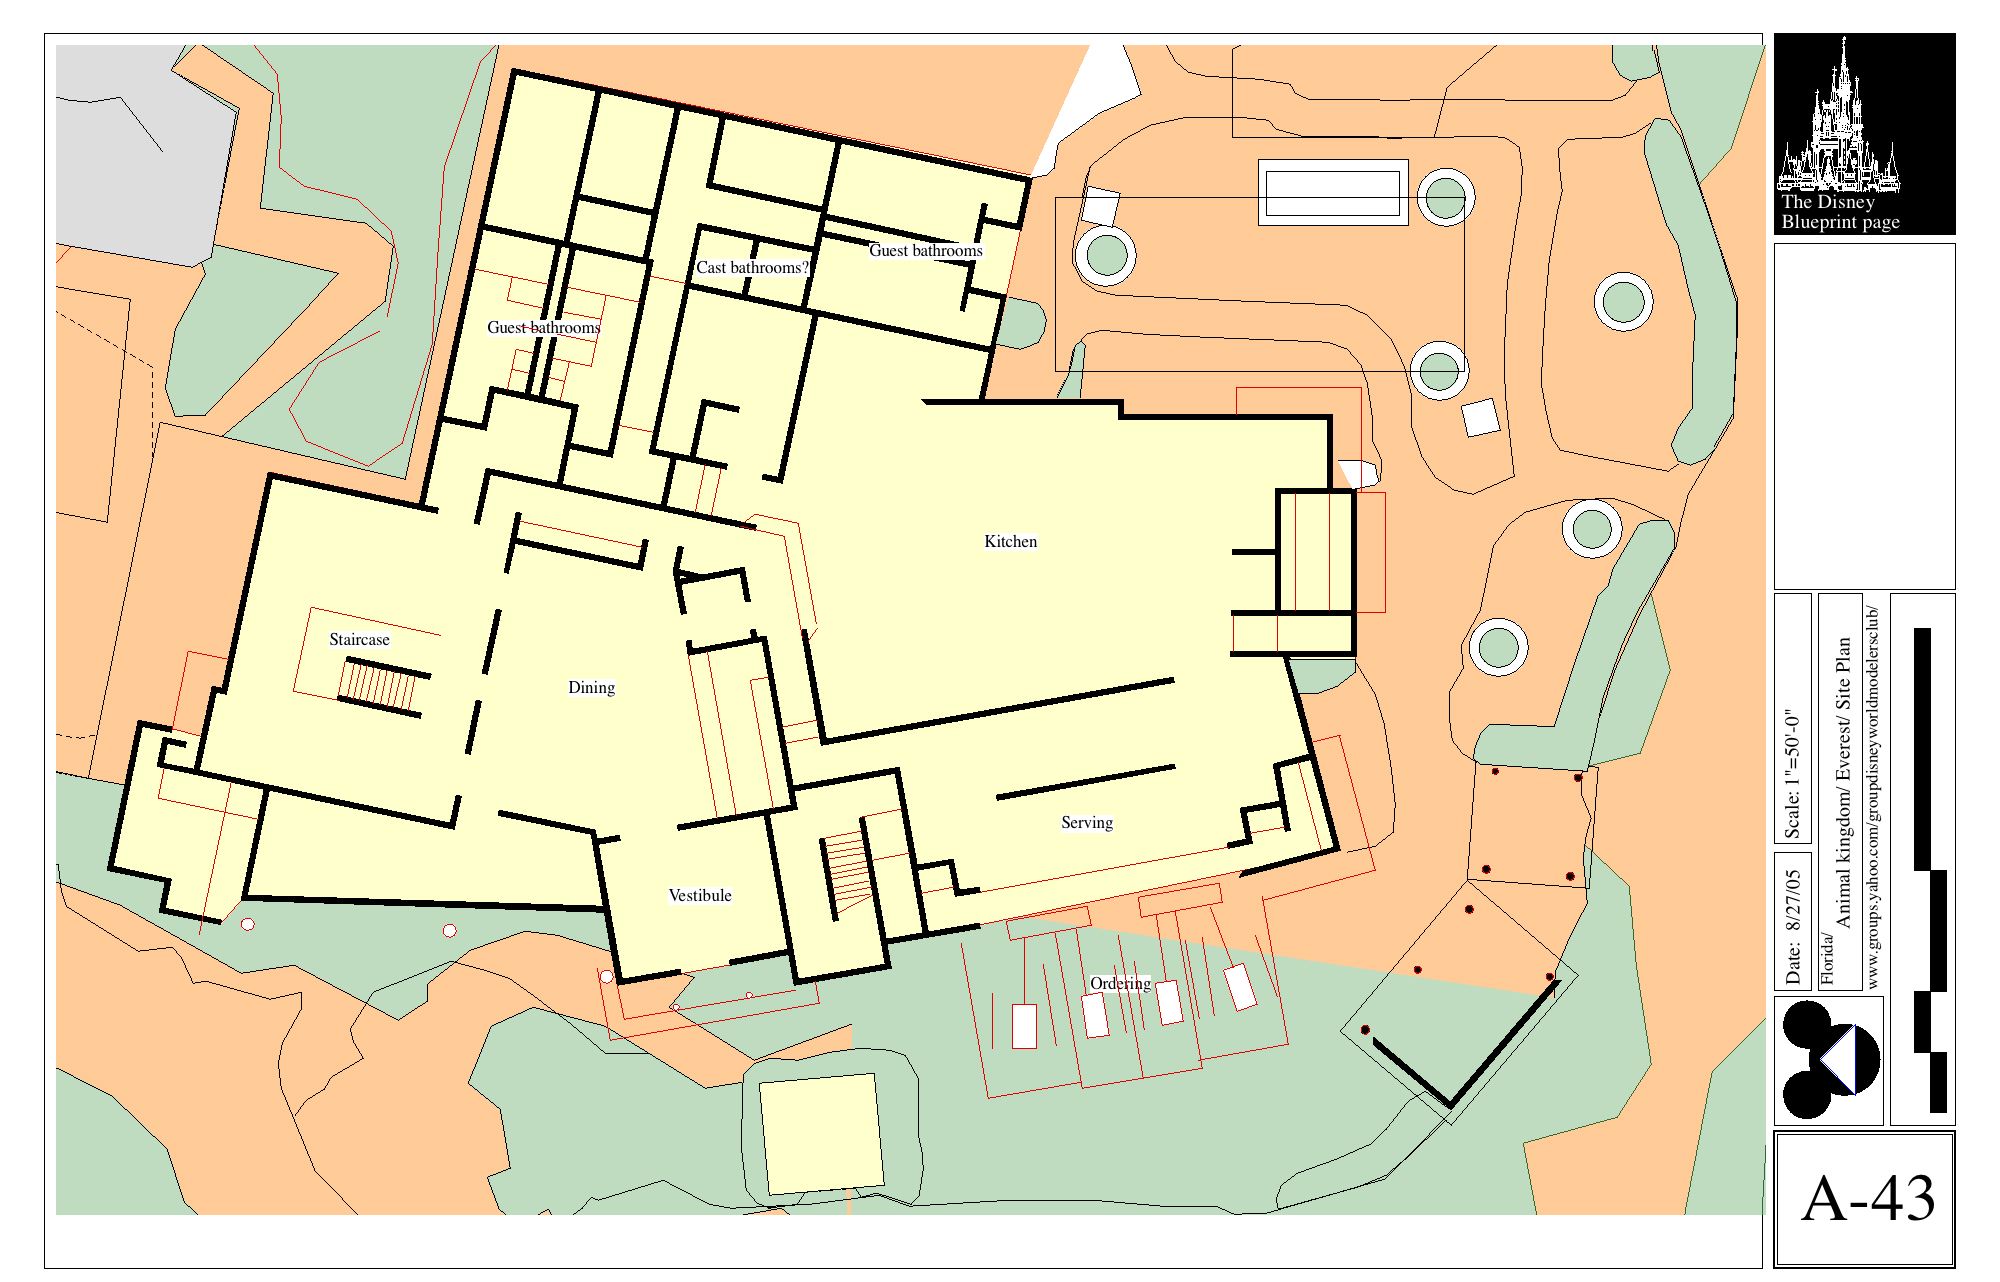 The Disney
Blueprint page
Guest bathrooms
Cast bathrooms?
Guest bathrooms
Kitchen
Staircase
Dining
Serving
Vestibule
Ordering
Scale: 1"=50'-0"
Date: 8/27/05
Florida/
Animal kingdom/ Everest/ Site Plan
www.groups.yahoo.com/groupdisneyworldmodelersclub/
A-43